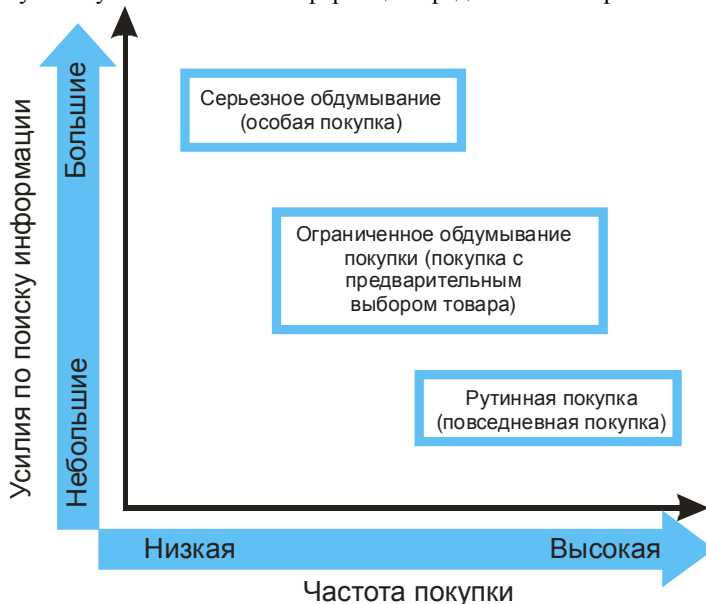 Серьезное обдумывание
(особая покупка)
Ограниченное обдумывание
покупки (покупка с
предварительным
выбором товара)
Рутинная покупка
(повседневная покупка)
Усилия по поиску информации
Большие
Небольшие
Низкая
Высокая
Частота покупки